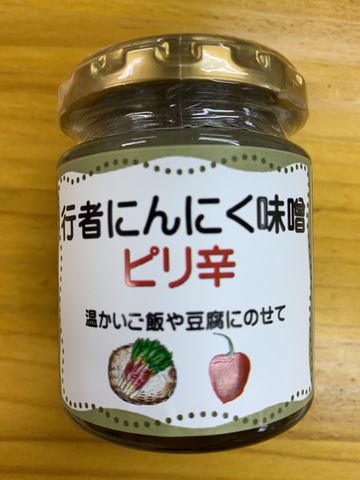 行者にんにく味噌
ピリ辛
温かいご飯や豆腐にのせて